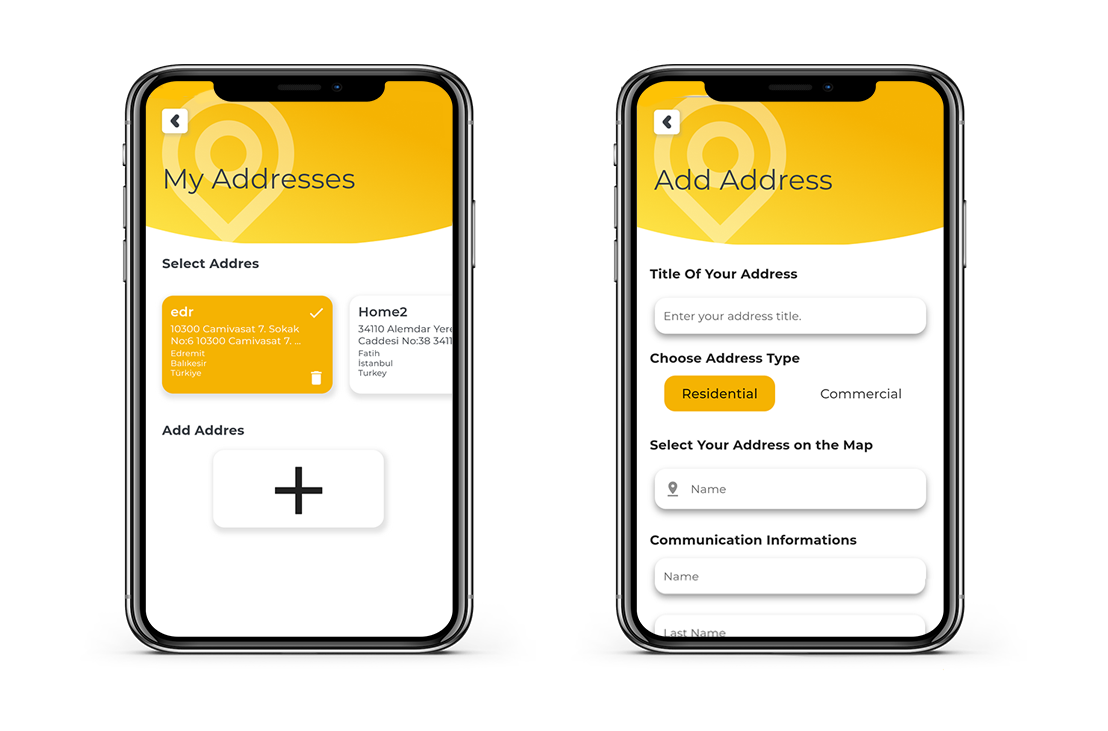 My Addresses
Select Addres
edr
10300 Camivasat 7. Sokak
No:6 10300 Camivasat 7. ...
Edremit
Balıkesir
Türkiye
Home2
34110 Alemdar Yere
Caddesi No:38 3411
Fatih
İstanbul
Turkey
Add Addres
Add Address
Title Of Your Address
Enter your address title.
Choose Address Type
Residential
Commercial
Select Your Address on the Map
Name
Communication Informations
Name
Last Name